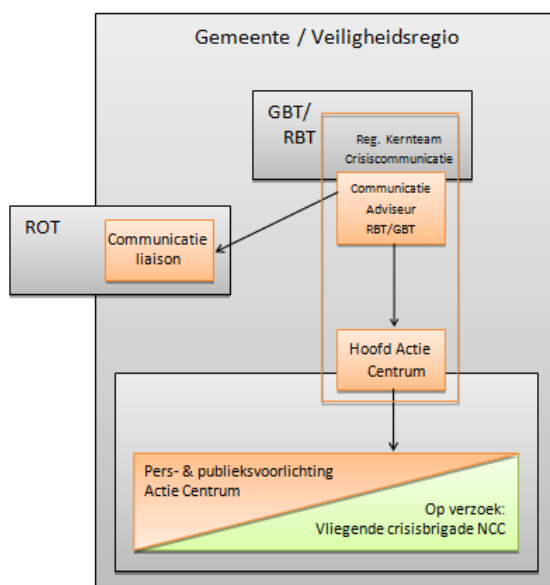 Gemeente / Veiligheidsregio
GBT/
RBT
Reg. Kernteam
Crisiscommunicatie
Communicatie
Adviseur
RBT/GBT
ROT
Communicatie
liaison
Hoofd Actie
Centrum
Pers- & publieksvoorlichting
Actie Centrum
Op verzoek:
Vliegende crisisbrigade NCC